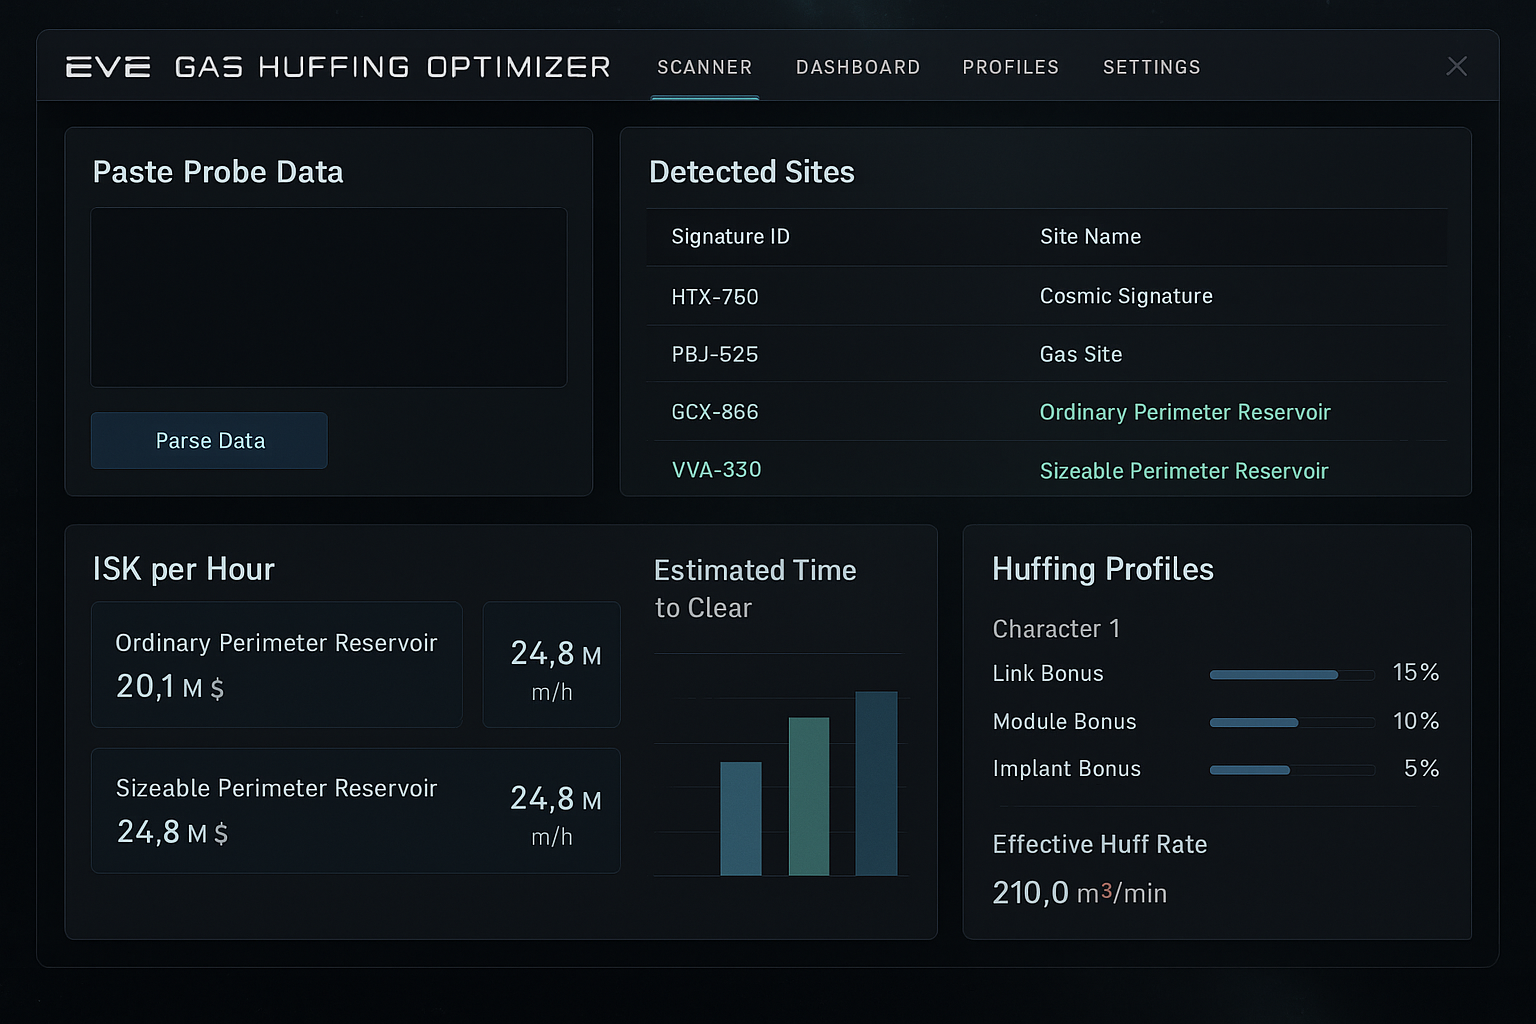 EVE GAS HUFFING OPTIMIZER
SCANNER
DASHBOARD
PROFILES
SETTINGS
Paste Probe Data
Parse Data
Detected Sites
Signature ID Site Name
HTX-750 Cosmic Signature
PBJ-525 Gas Site
GCX-866 Ordinary Perimeter Reservoir
VVA-330 Sizeable Perimeter Reservoir
ISK per Hour
Ordinary Perimeter Reservoir
20,1 M $
24,8 M
m/h
Sizeable Perimeter Reservoir
24,8 M $
24,8 M
m/h
Estimated Time
to Clear
Huffing Profiles
Character 1
Link Bonus 15%
Module Bonus 10%
Implant Bonus 5%
Effective Huff Rate
210,0 m³/min